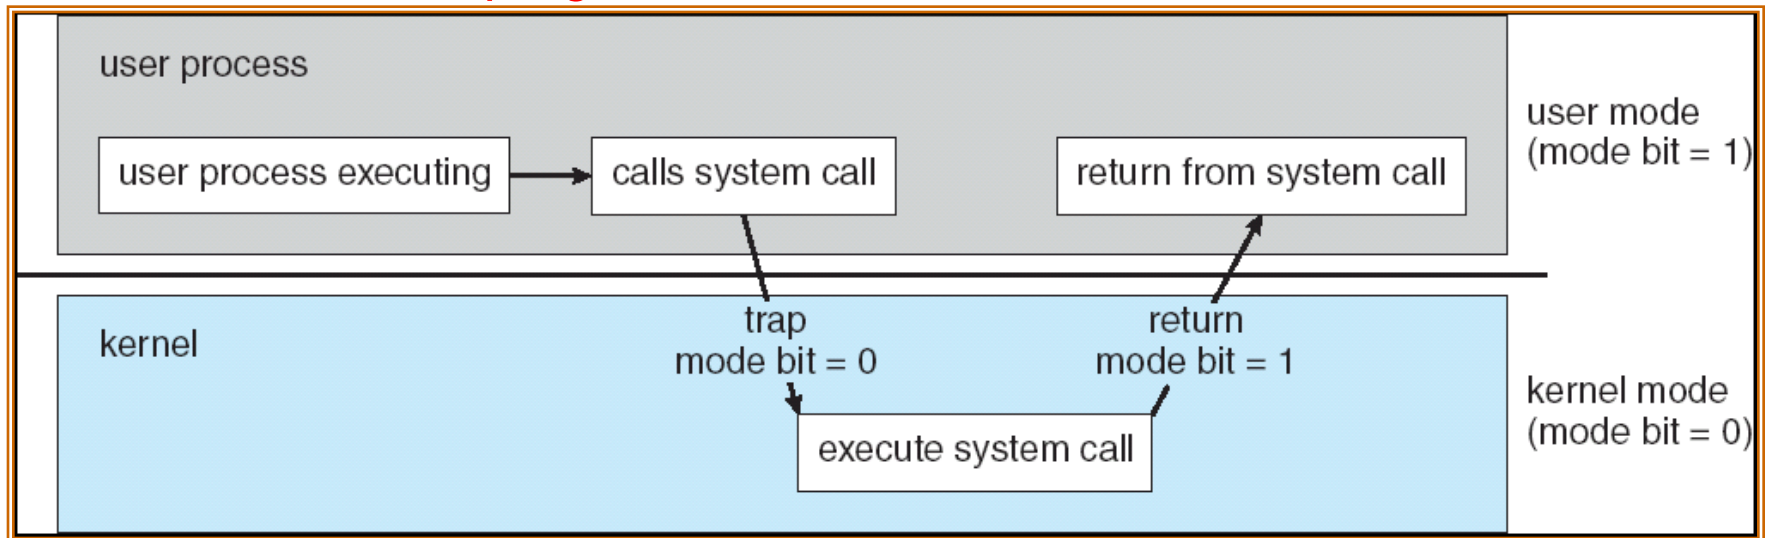 user process
user process executing
calls system call
return from system call
user mode
(mode bit = 1)
kernel
trap
mode bit = 0
return
mode bit = 1
execute system call
kernel mode
(mode bit = 0)